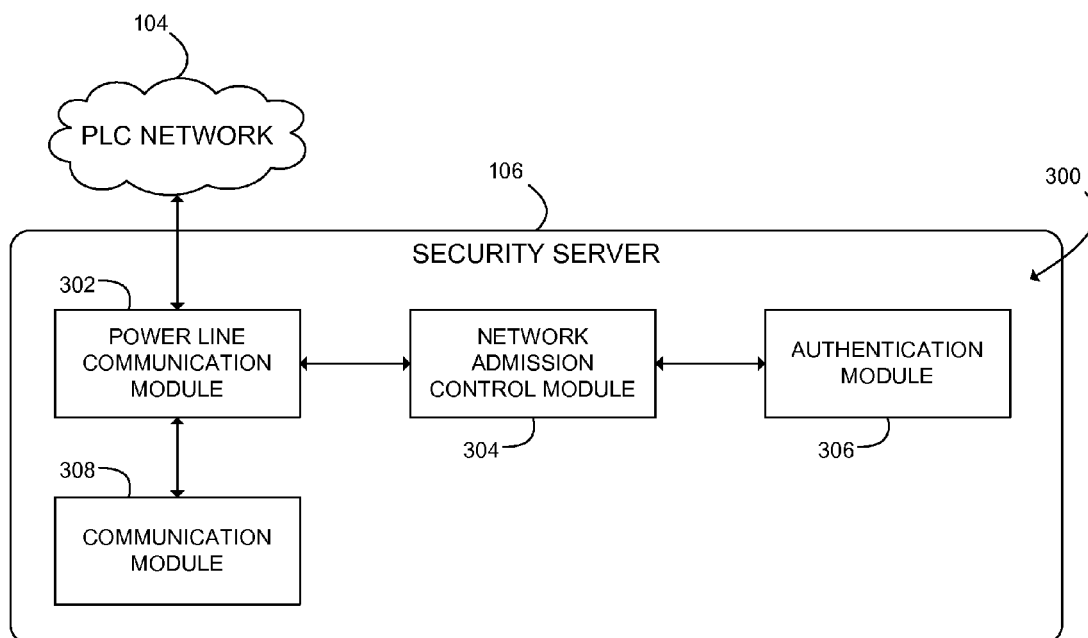 104
PLC NETWORK
106
300
SECURITY SERVER
302
POWER LINE
COMMUNICATION
MODULE
NETWORK
ADMISSION
CONTROL MODULE
AUTHENTICATION
MODULE
304
306
308
COMMUNICATION
MODULE